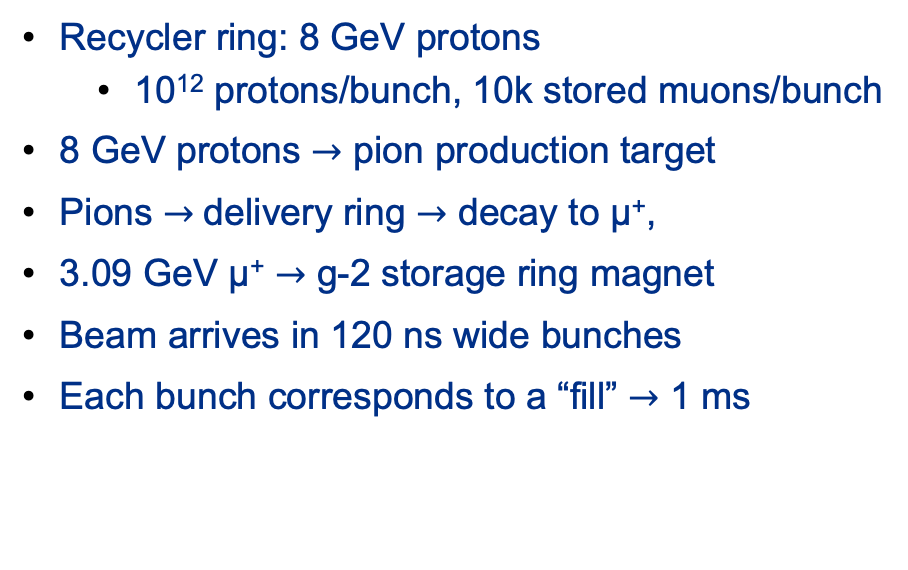 • Recycler ring: 8 GeV protons
• 10¹² protons/bunch, 10k stored muons/bunch
• 8 GeV protons → pion production target
• Pions → delivery ring → decay to μ⁺,
• 3.09 GeV μ⁺ → g-2 storage ring magnet
• Beam arrives in 120 ns wide bunches
• Each bunch corresponds to a “fill” → 1 ms